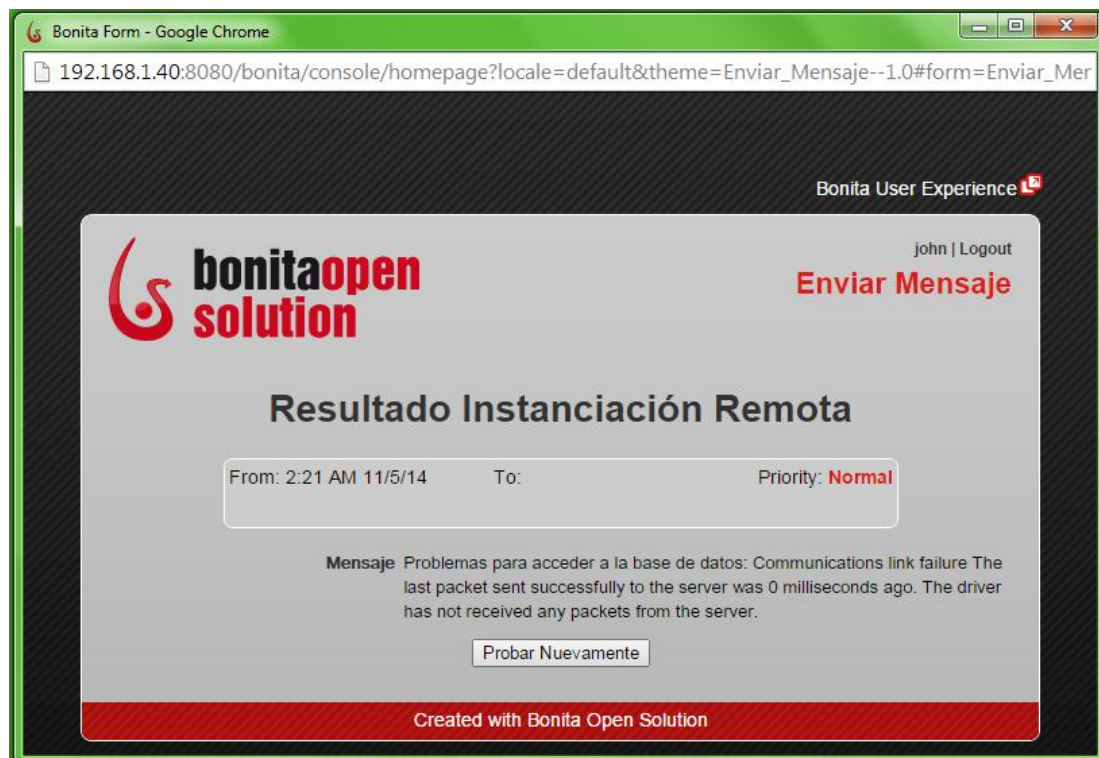 Bonita Form - Google Chrome
192.168.1.40:8080/bonita/console/homepage?locale=default&theme=Enviar_Mensaje--1.0#form=Enviar_Mer
Bonita User Experience
john | Logout
bonitaopen
solution
Enviar Mensaje
Resultado Instanciación Remota
From: 2:21 AM 11/5/14 To: Priority: Normal
Mensaje Problemas para acceder a la base de datos: Communications link failure The
last packet sent successfully to the server was 0 milliseconds ago. The driver
has not received any packets from the server.
Probar Nuevamente
Created with Bonita Open Solution